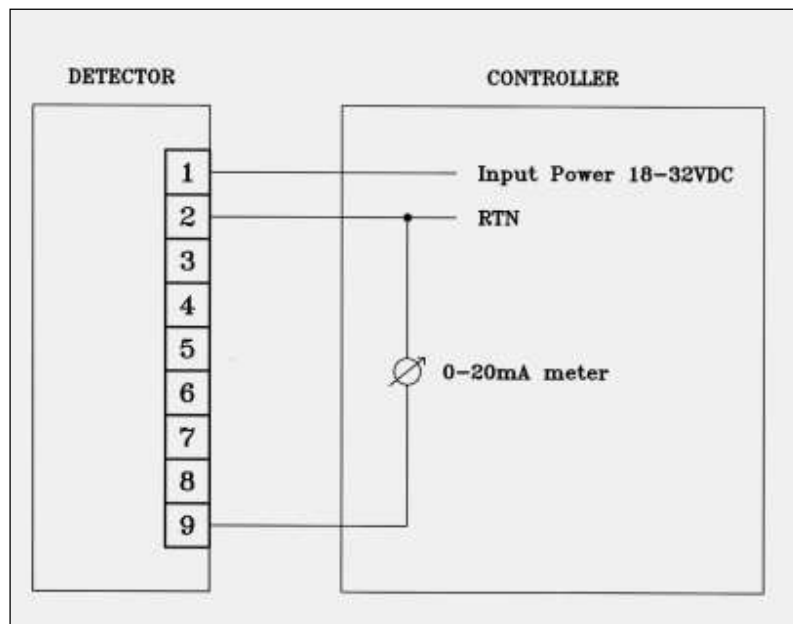 DETECTOR
CONTROLLER
1
Input Power 18-32VDC
2
RTN
3
4
5
0-20mA meter
6
7
8
9